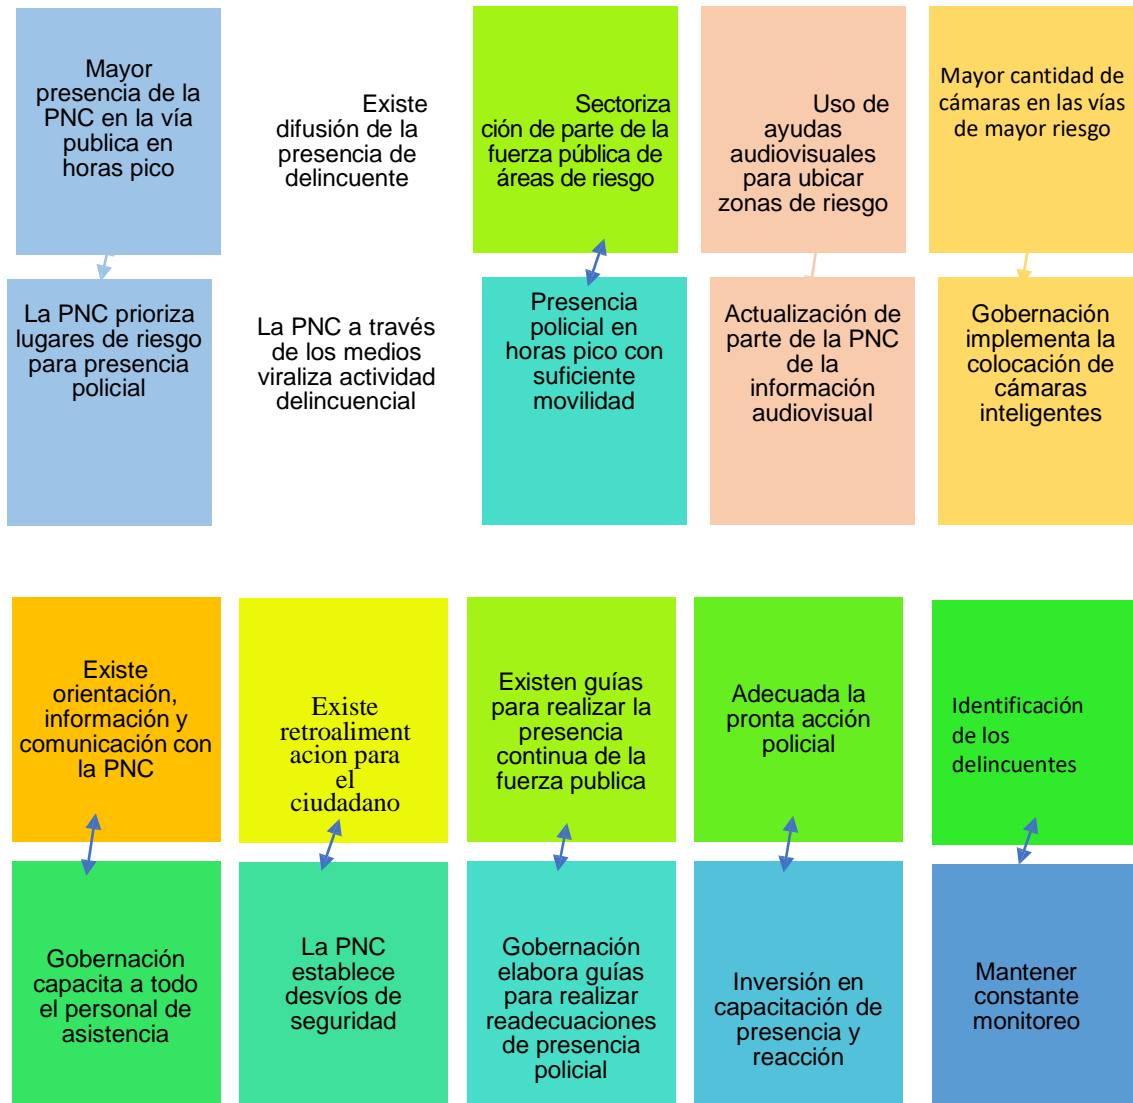 Mayor
presencia de la
PNC en la vía
publica en
horas pico
Existe
difusión de la
presencia de
delincuente
Sectoriza
ción de parte de la
fuerza pública de
áreas de riesgo
Uso de
ayudas
audiovisuales
para ubicar
zonas de riesgo
Mayor cantidad de
cámaras en las vías
de mayor riesgo
La PNC prioriza
lugares de riesgo
para presencia
policial
La PNC a través
de los medios
viraliza actividad
delincuencial
Presencia
policial en
horas pico con
suficiente
movilidad
Actualización de
parte de la PNC
de la
información
audiovisual
Gobernación
implementa la
colocación de
cámaras
inteligentes
Existe
orientación,
información y
comunicación con
la PNC
Existe
retroaliment
acion para
el
ciudadano
Existen guías
para realizar la
presencia
continua de la
fuerza publica
Adecuada la
pronta acción
policial
Identificación
de los
delincuentes
Gobernación
capacita a todo
el personal de
asistencia
La PNC
establece
desvíos de
seguridad
Gobernación
elabora guías
para realizar
readecuaciones
de presencia
policial
Inversión en
capacitación de
presencia y
reacción
Mantener
constante
monitoreo